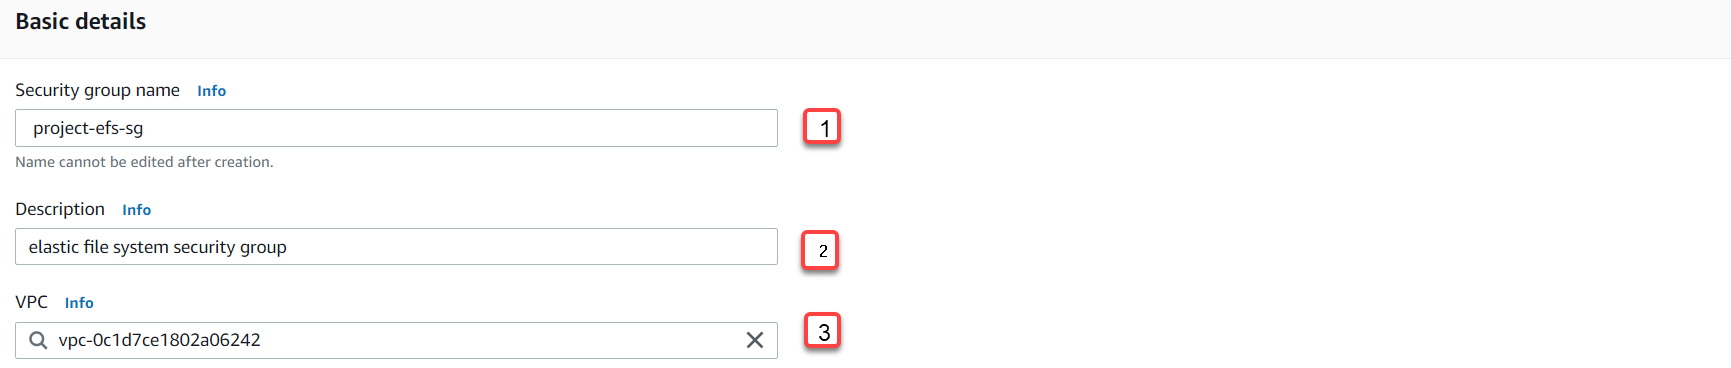 Basic details
Security group name Info
project-efs-sg
1
Name cannot be edited after creation.
Description Info
elastic file system security group
2
VPC Info
vpc-0c1d7ce1802a06242
3